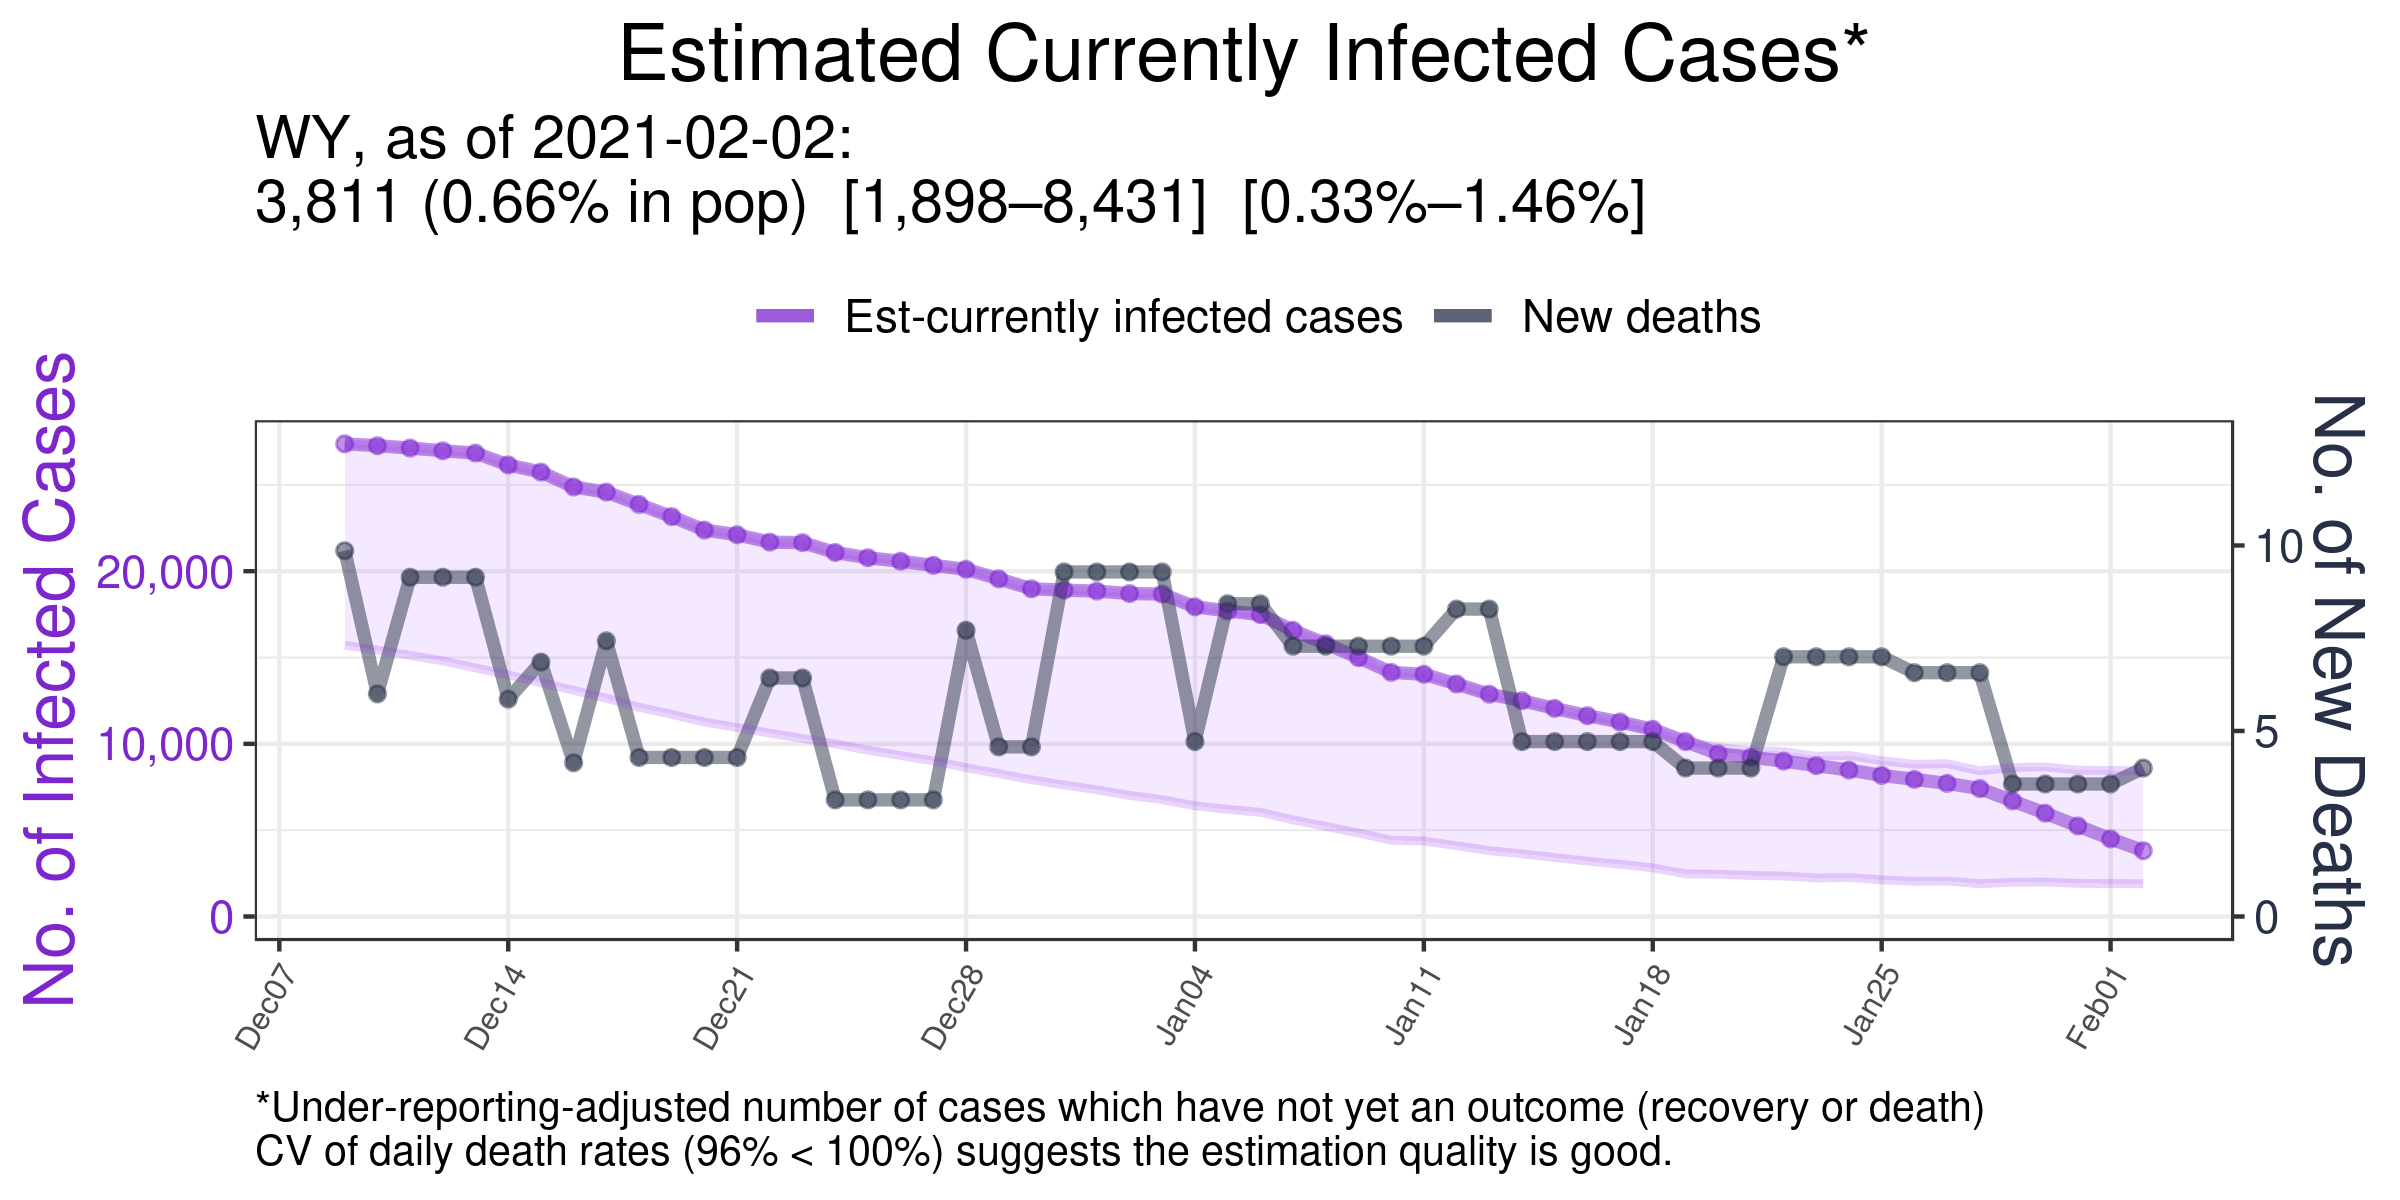 Estimated Currently Infected Cases*
WY, as of 2021-02-02:
3,811 (0.66% in pop)  [1,898–8,431]  [0.33%–1.46%]
Est-currently infected cases
New deaths
No. of Infected Cases
20,000
10,000
0
10
5
0
No. of New Deaths
Dec07
Dec14
Dec21
Dec28
Jan04
Jan11
Jan18
Jan25
Feb01
*Under-reporting-adjusted number of cases which have not yet an outcome (recovery or death)
CV of daily death rates (96% < 100%) suggests the estimation quality is good.